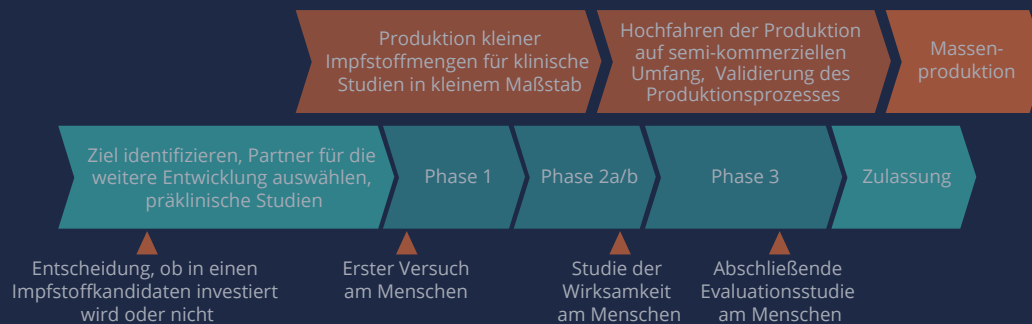 Produktion kleiner
Impfstoffmengen für klinische
Studien in kleinem Maßstab
Hochfahren der Produktion
auf semi-kommerziellen
Umfang, Validierung des
Produktionsprozesses
Massen-
produktion
Ziel identifizieren, Partner für die
weitere Entwicklung auswählen,
präklinische Studien
Phase 1
Phase 2a/b
Phase 3
Zulassung
Entscheidung, ob in einen
Impfstoffkandidaten investiert
wird oder nicht
Erster Versuch
am Menschen
Studie der
Wirksamkeit
am Menschen
Abschließende
Evaluationsstudie
am Menschen